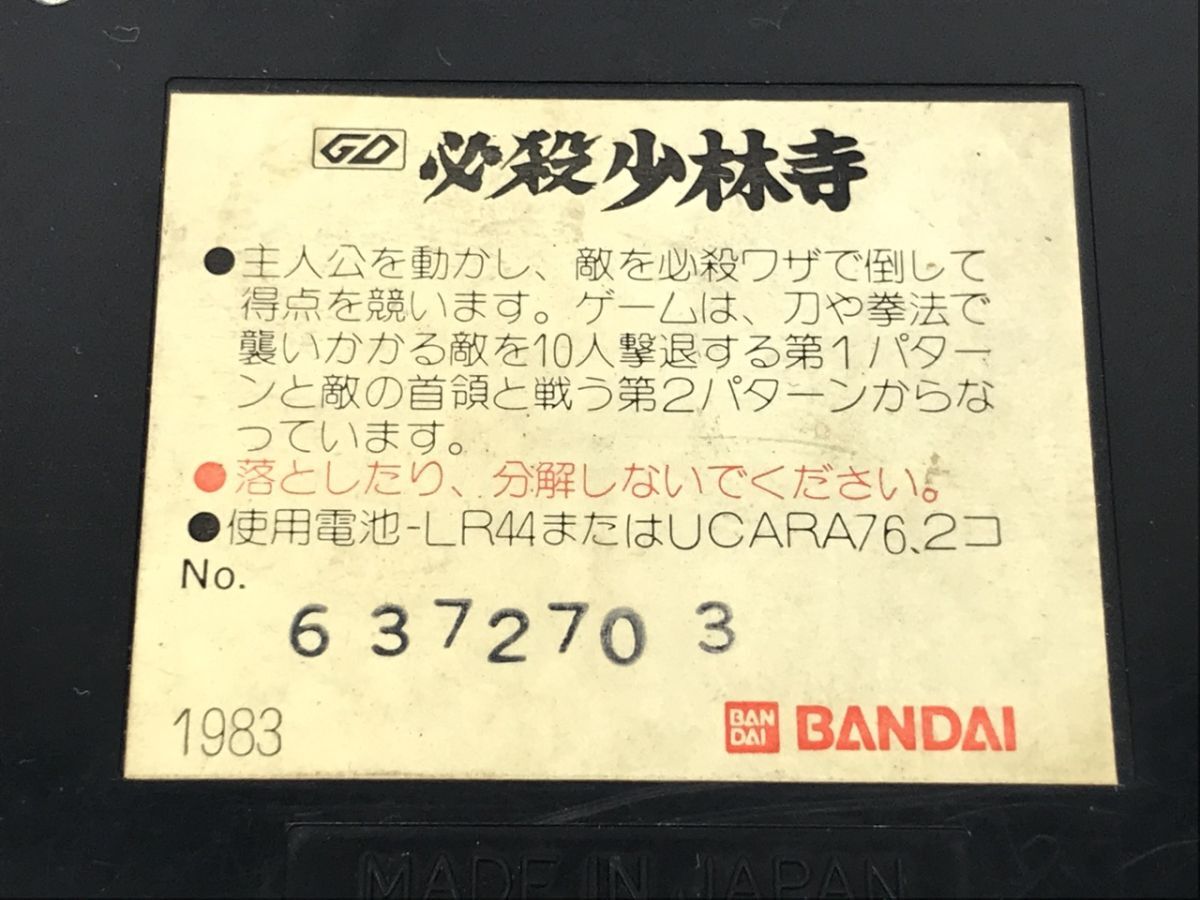 GD 必殺少林寺
●主人公を動かし、敵を必殺ワザで倒して
得点を競います。ゲームは、刀や拳法で
襲いかかる敵を10人撃退する第1パター
ンと敵の首領と戦う第2パターンからな
っています。
●落としたり、分解しないでください。
●使用電池-LR44またはUCARA76、2コ
No.
6372703
1983
BAN
DAI BANDAI
MADE IN JAPAN